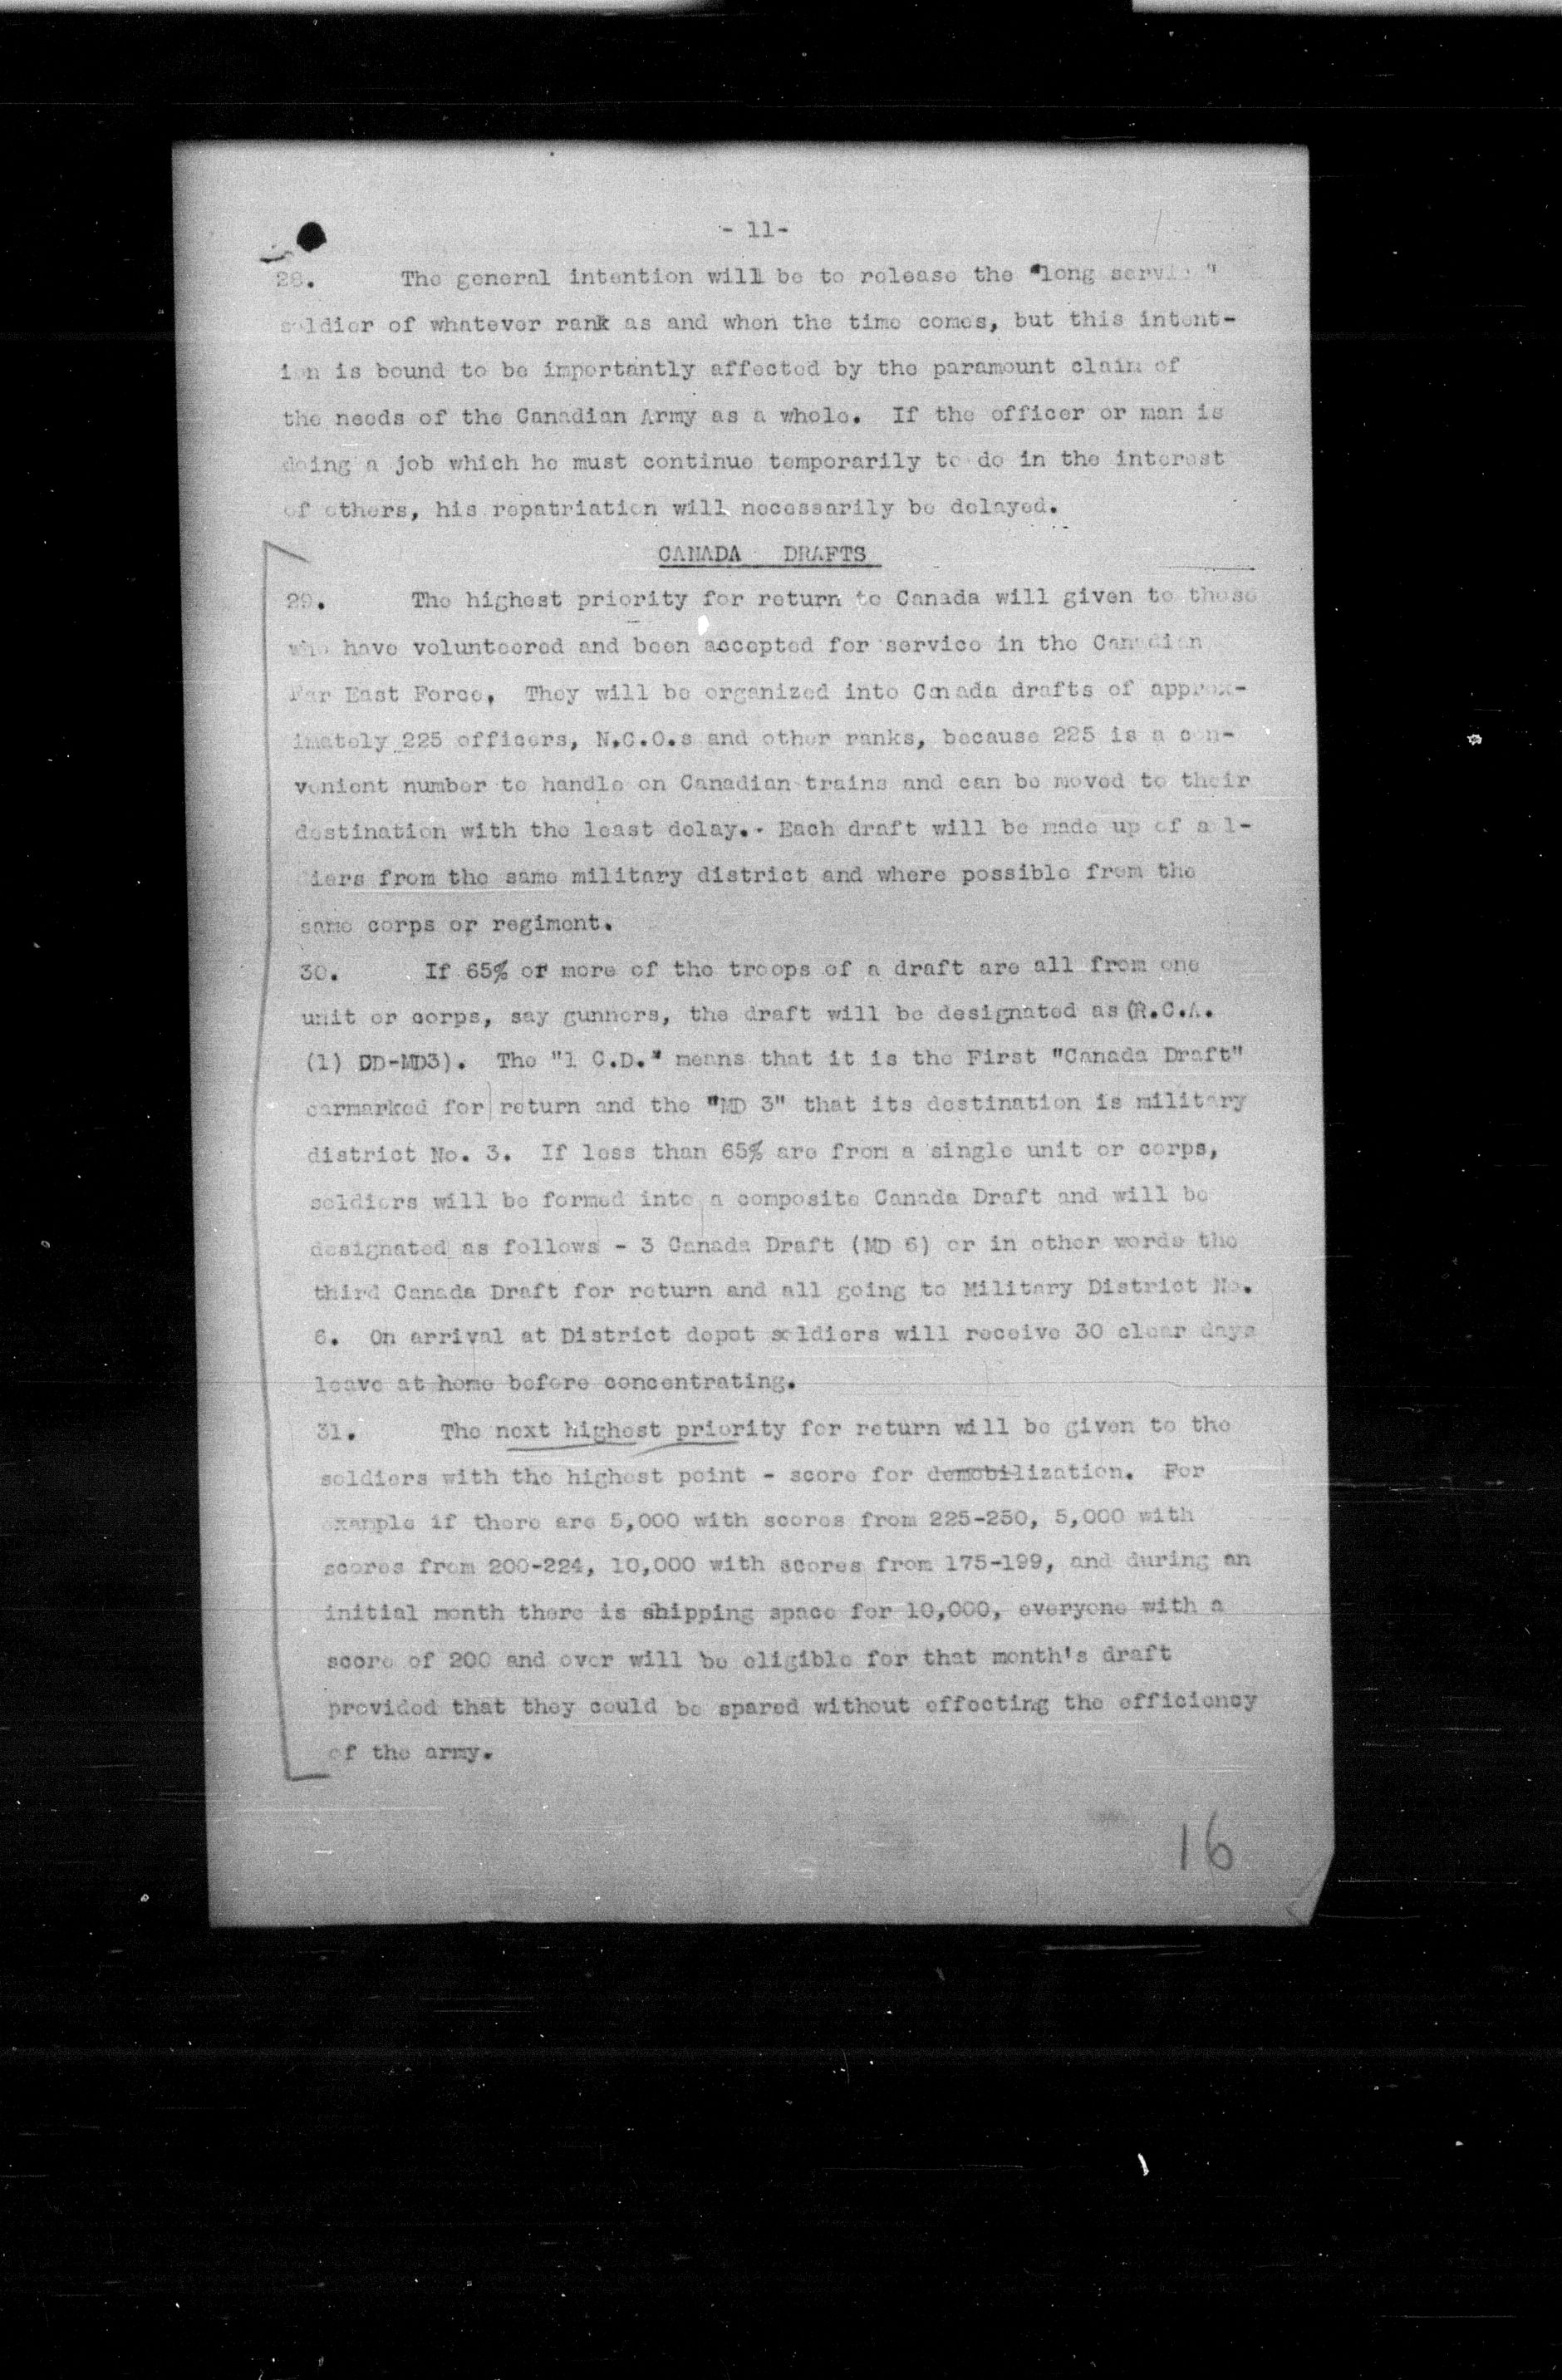 - 11-
28. The general intention will be to release the "long service"
soldier of whatever rank as and when the time comes, but this intent-
ion is bound to be importantly affected by the paramount claim of
the needs of the Canadian Army as a whole. If the officer or man is
doing a job which he must continue temporarily to do in the interest
of others, his repatriation will necessarily be delayed.
CANADA DRAFTS
29. The highest priority for return to Canada will given to those
who have volunteered and been accepted for service in the Canadian
Far East Force. They will be organized into Canada drafts of approx-
imately 225 officers, N.C.O.s and other ranks, because 225 is a con-
venient number to handle on Canadian trains and can be moved to their
destination with the least delay. Each draft will be made up of sol-
diers from the same military district and where possible from the
same corps or regiment.
30. If 65% or more of the troops of a draft are all from one
unit or corps, say gunners, the draft will be designated as (R.C.A.
(1) CD-MD3). The "1 C.D." means that it is the First "Canada Draft"
earmarked for return and the "MD 3" that its destination is military
district No. 3. If less than 65% are from a single unit or corps,
soldiers will be formed into a composite Canada Draft and will be
designated as follows - 3 Canada Draft (MD 6) or in other words the
third Canada Draft for return and all going to Military District No.
6. On arrival at District depot soldiers will receive 30 clear days
leave at home before concentrating.
31. The next highest priority for return will be given to the
soldiers with the highest point - score for demobilization. For
example if there are 5,000 with scores from 225-250, 5,000 with
scores from 200-224, 10,000 with scores from 175-199, and during an
initial month there is shipping space for 10,000, everyone with a
score of 200 and over will be eligible for that month's draft
provided that they could be spared without effecting the efficiency
of the army.
16